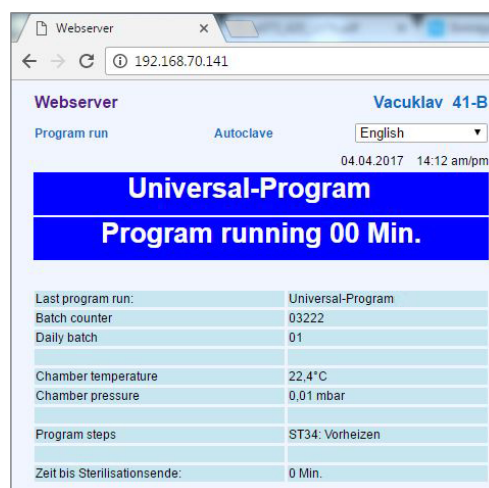 Webserver
192.168.70.141
Webserver Vacuklav 41-B
Program run Autoclave English
04.04.2017 14:12 am/pm
Universal-Program
Program running 00 Min.
Last program run: Universal-Program
Batch counter 03222
Daily batch 01
Chamber temperature 22,4°C
Chamber pressure 0,01 mbar
Program steps ST34: Vorheizen
Zeit bis Sterilisationsende: 0 Min.